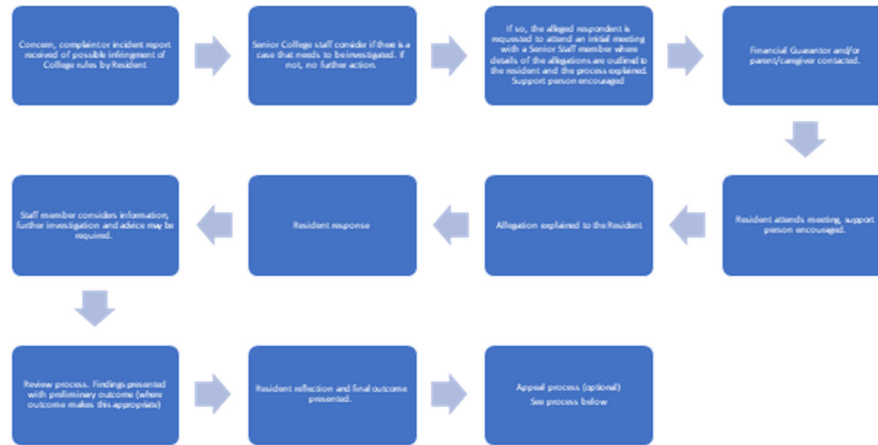 Concern, complaint or incident report
received of possible infringment of
College rules by Resident
Senior College staff consider if there is a
case that needs to be investigated. If
not, no further action.
If so, the alleged respondent is
requested to attend an initial meeting
with a Senior Staff member where
details of the allegations are outlined to
the resident and the process explained.
Support person encouraged
Financial Guarantor and/or
parent/caregiver contacted.
Resident attends meeting, support
person encouraged.
Allegation explained to the Resident
Resident response
Staff member considers information,
further investigation and advice may be
required.
Review process. Findings presented
with preliminary outcome (where
outcome makes this appropriate)
Resident reflection and final outcome
presented.
Appeal process (optional)
See process below